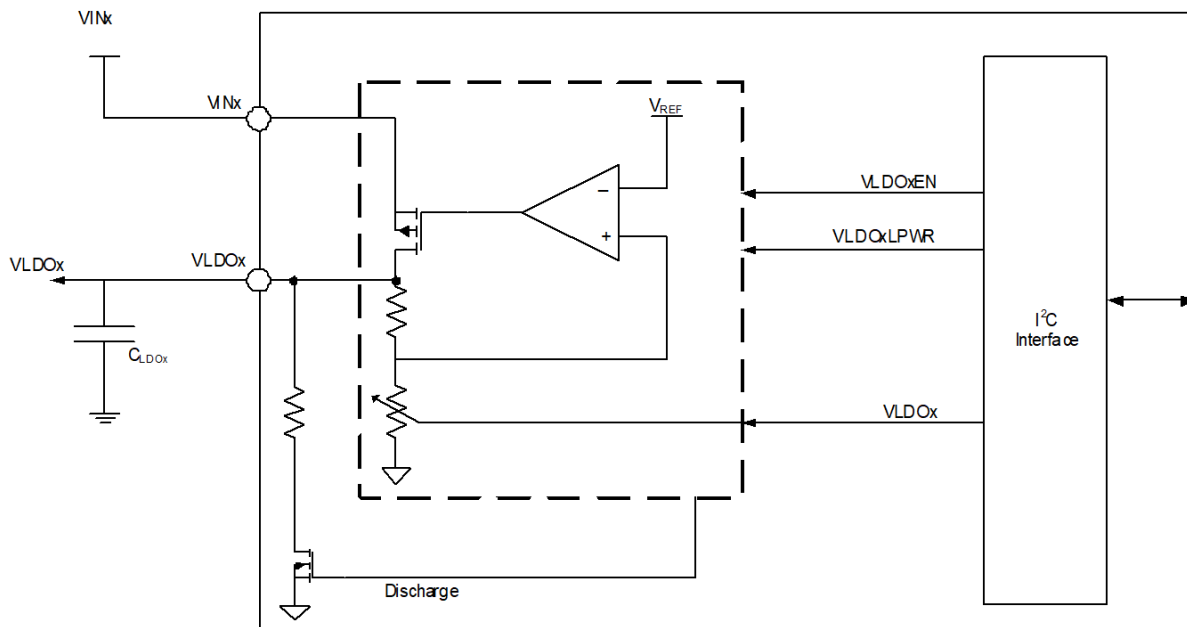 VINx
VINx
VREF
−
+
VLDOxEN
VLDOxLPWR
VLDOx
VLDOx
CLDOx
I²C
Interface
VLDOx
Discharge